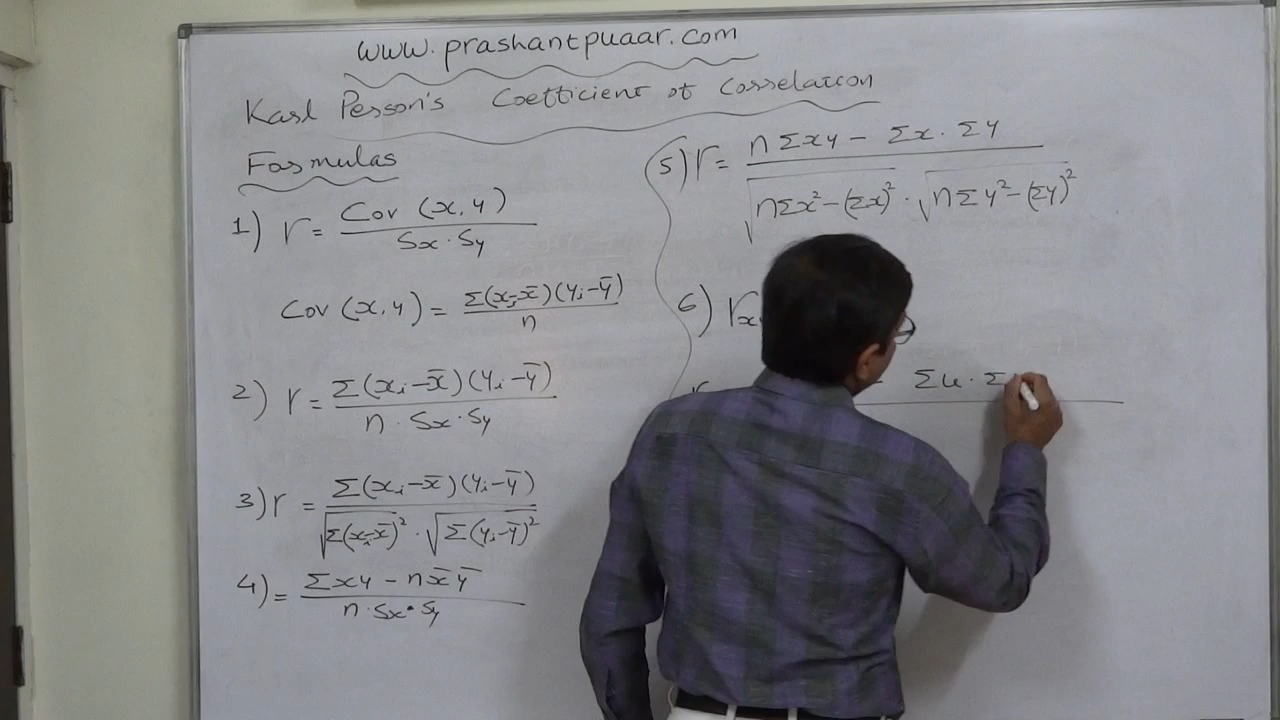 www.prashantpuaar.com
Karl Person's Coefficient of Correlation
Formulas
1) r = Cov (x, y) / Sx · Sy
Cov (x, y) = Σ(xi-x̄)(yi-ȳ) / n
2) r = Σ(xi-x̄)(yi-ȳ) / n · Sx · Sy
3) r = Σ(xi-x̄)(yi-ȳ) / √Σ(xi-x̄)² · √Σ(yi-ȳ)²
4) = Σxy - n x̄ ȳ / n · Sx · Sy
5) r = nΣxy - Σx · Σy / √nΣx²-(Σx)² · √nΣy²-(Σy)²
6) rx
r - Σu · Σ